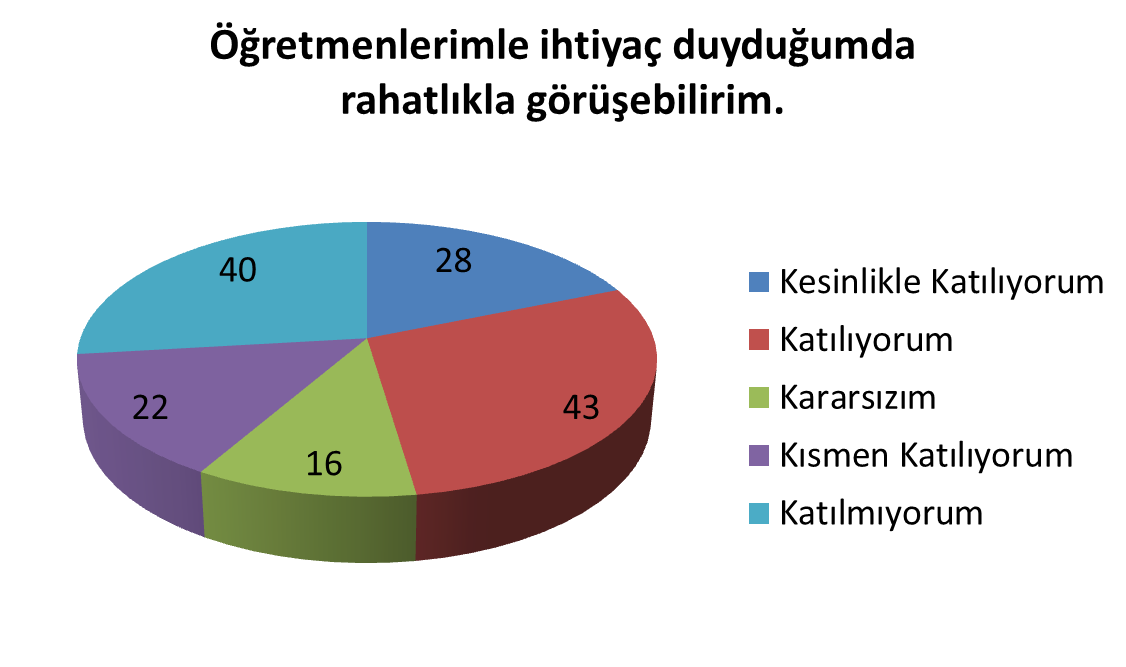 Öğretmenlerimle ihtiyaç duyduğumda
rahatlıkla görüşebilirim.
40
28
22
43
16
Kesinlikle Katılıyorum
Katılıyorum
Kararsızım
Kısmen Katılıyorum
Katılmıyorum